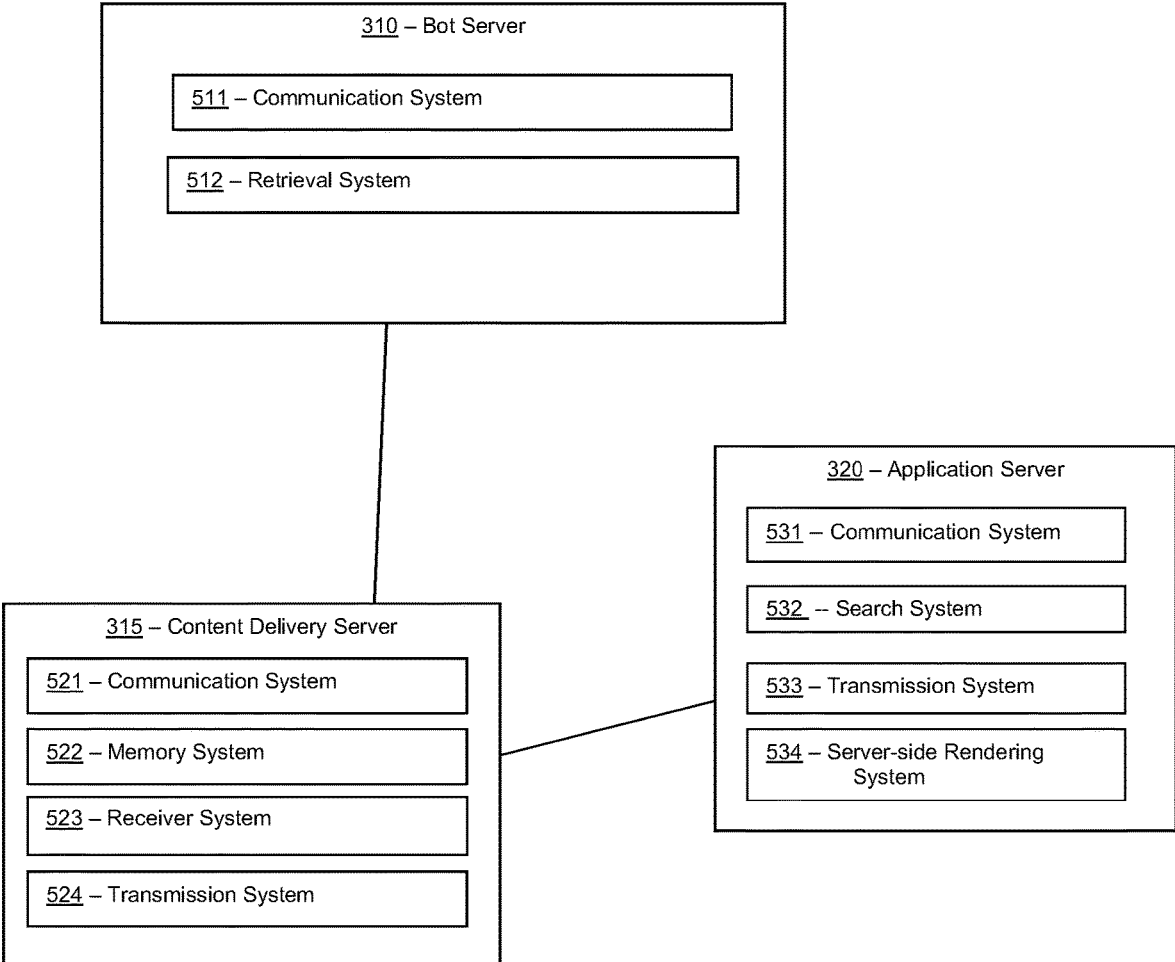 310 – Bot Server
511 – Communication System
512 – Retrieval System
320 – Application Server
531 – Communication System
532 -- Search System
533 – Transmission System
534 – Server-side Rendering
System
315 – Content Delivery Server
521 – Communication System
522 – Memory System
523 – Receiver System
524 – Transmission System